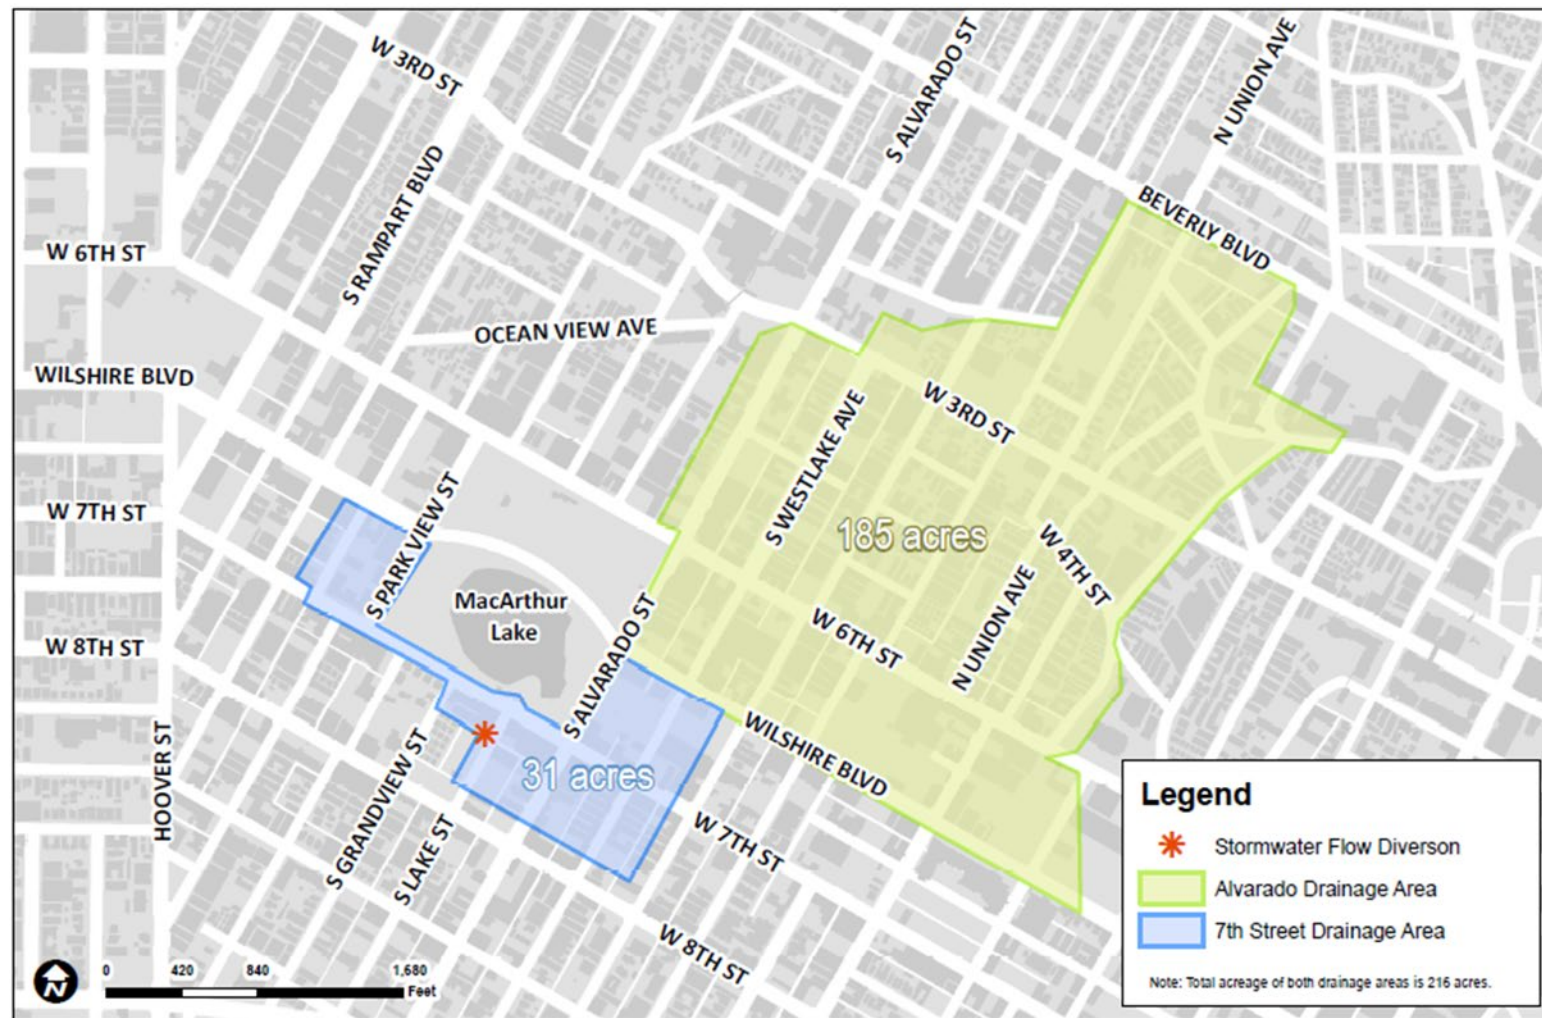 W 3RD ST
S ALVARADO ST
N UNION AVE
S RAMPART BLVD
BEVERLY BLVD
W 6TH ST
OCEAN VIEW AVE
WILSHIRE BLVD
W 3RD ST
S WESTLAKE AVE
S PARK VIEW ST
W 7TH ST
185 acres
W 4TH ST
MacArthur
Lake
N UNION AVE
S ALVARADO ST
W 6TH ST
W 8TH ST
HOOVER ST
31 acres
WILSHIRE BLVD
S GRANDVIEW ST
S LAKE ST
W 7TH ST
W 8TH ST
Legend
Stormwater Flow Diverson
Alvarado Drainage Area
7th Street Drainage Area
Note: Total acreage of both drainage areas is 216 acres.
N
0 420 840 1,680
Feet